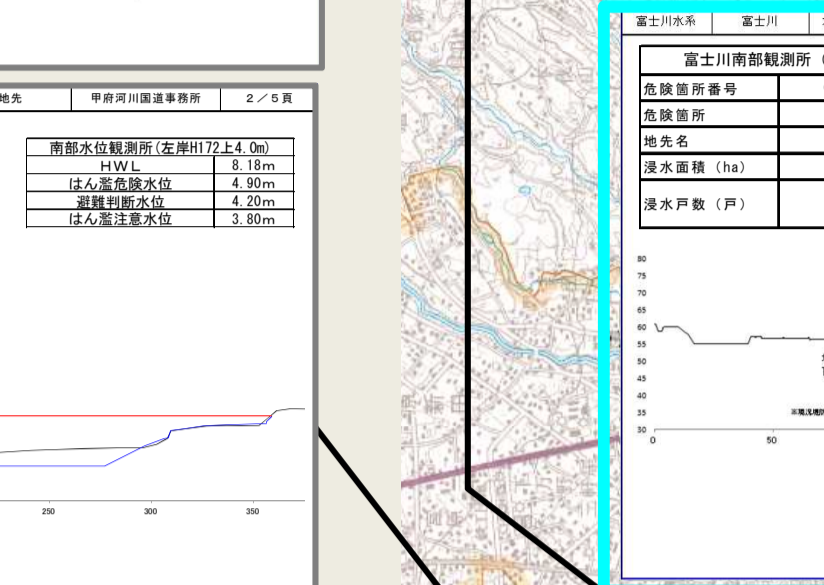 地先 甲府河川国道事務所 2／5頁
南部水位観測所(左岸H172上4.0m)
HWL 8.18m
はん濫危険水位 4.90m
避難判断水位 4.20m
はん濫注意水位 3.80m
250 300 350
新 田
富士川水系 富士川
富士川南部観測所（
危険箇所番号
危険箇所
地先名
浸水面積（ha）
浸水戸数（戸）
80
75
70
65
60
55
50
45
40
35
30
0 50